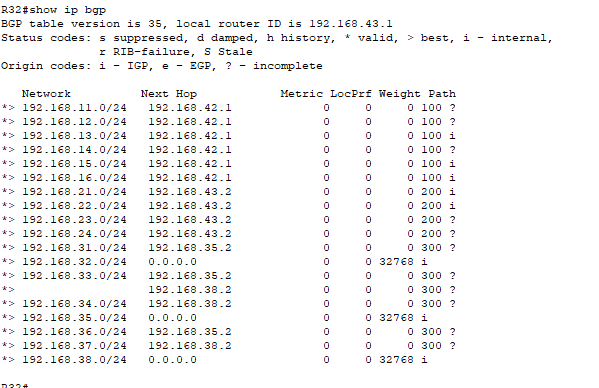 R32#show ip bgp
BGP table version is 35, local router ID is 192.168.43.1
Status codes: s suppressed, d damped, h history, * valid, > best, i - internal,
              r RIB-failure, S Stale
Origin codes: i - IGP, e - EGP, ? - incomplete
   Network          Next Hop            Metric LocPrf Weight Path
*> 192.168.11.0/24   192.168.42.1             0     0     0 100 ?
*> 192.168.12.0/24   192.168.42.1             0     0     0 100 ?
*> 192.168.13.0/24   192.168.42.1             0     0     0 100 i
*> 192.168.14.0/24   192.168.42.1             0     0     0 100 ?
*> 192.168.15.0/24   192.168.42.1             0     0     0 100 i
*> 192.168.16.0/24   192.168.42.1             0     0     0 100 i
*> 192.168.21.0/24   192.168.43.2             0     0     0 200 i
*> 192.168.22.0/24   192.168.43.2             0     0     0 200 i
*> 192.168.23.0/24   192.168.43.2             0     0     0 200 ?
*> 192.168.24.0/24   192.168.43.2             0     0     0 200 ?
*> 192.168.31.0/24   192.168.35.2             0     0     0 300 ?
*> 192.168.32.0/24   0.0.0.0                  0     0 32768 i
*> 192.168.33.0/24   192.168.35.2             0     0     0 300 ?
*>                   192.168.38.2             0     0     0 300 ?
*> 192.168.34.0/24   192.168.38.2             0     0     0 300 ?
*> 192.168.35.0/24   0.0.0.0                  0     0 32768 i
*> 192.168.36.0/24   192.168.35.2             0     0     0 300 ?
*> 192.168.37.0/24   192.168.38.2             0     0     0 300 ?
*> 192.168.38.0/24   0.0.0.0                  0     0 32768 i
R32#